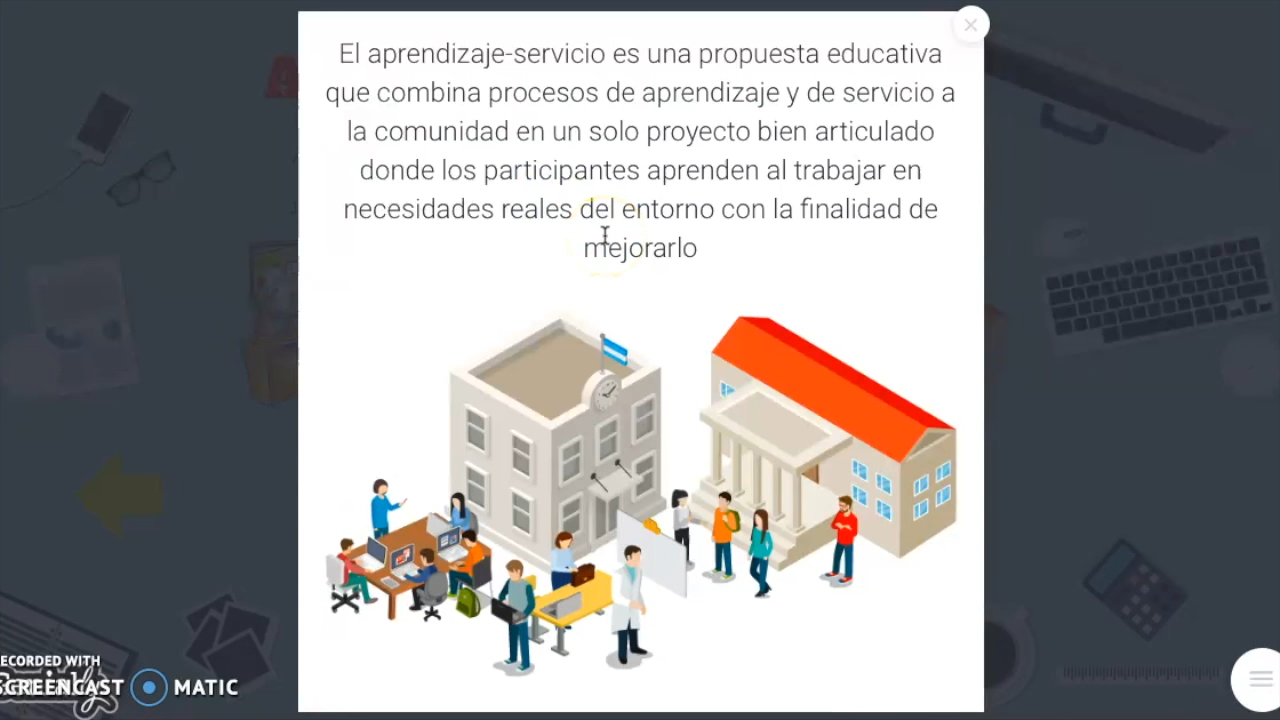 El aprendizaje-servicio es una propuesta educativa
que combina procesos de aprendizaje y de servicio a
la comunidad en un solo proyecto bien articulado
donde los participantes aprenden al trabajar en
necesidades reales del entorno con la finalidad de
mejorarlo
ECORDED WITH
SCREENCAST MATIC